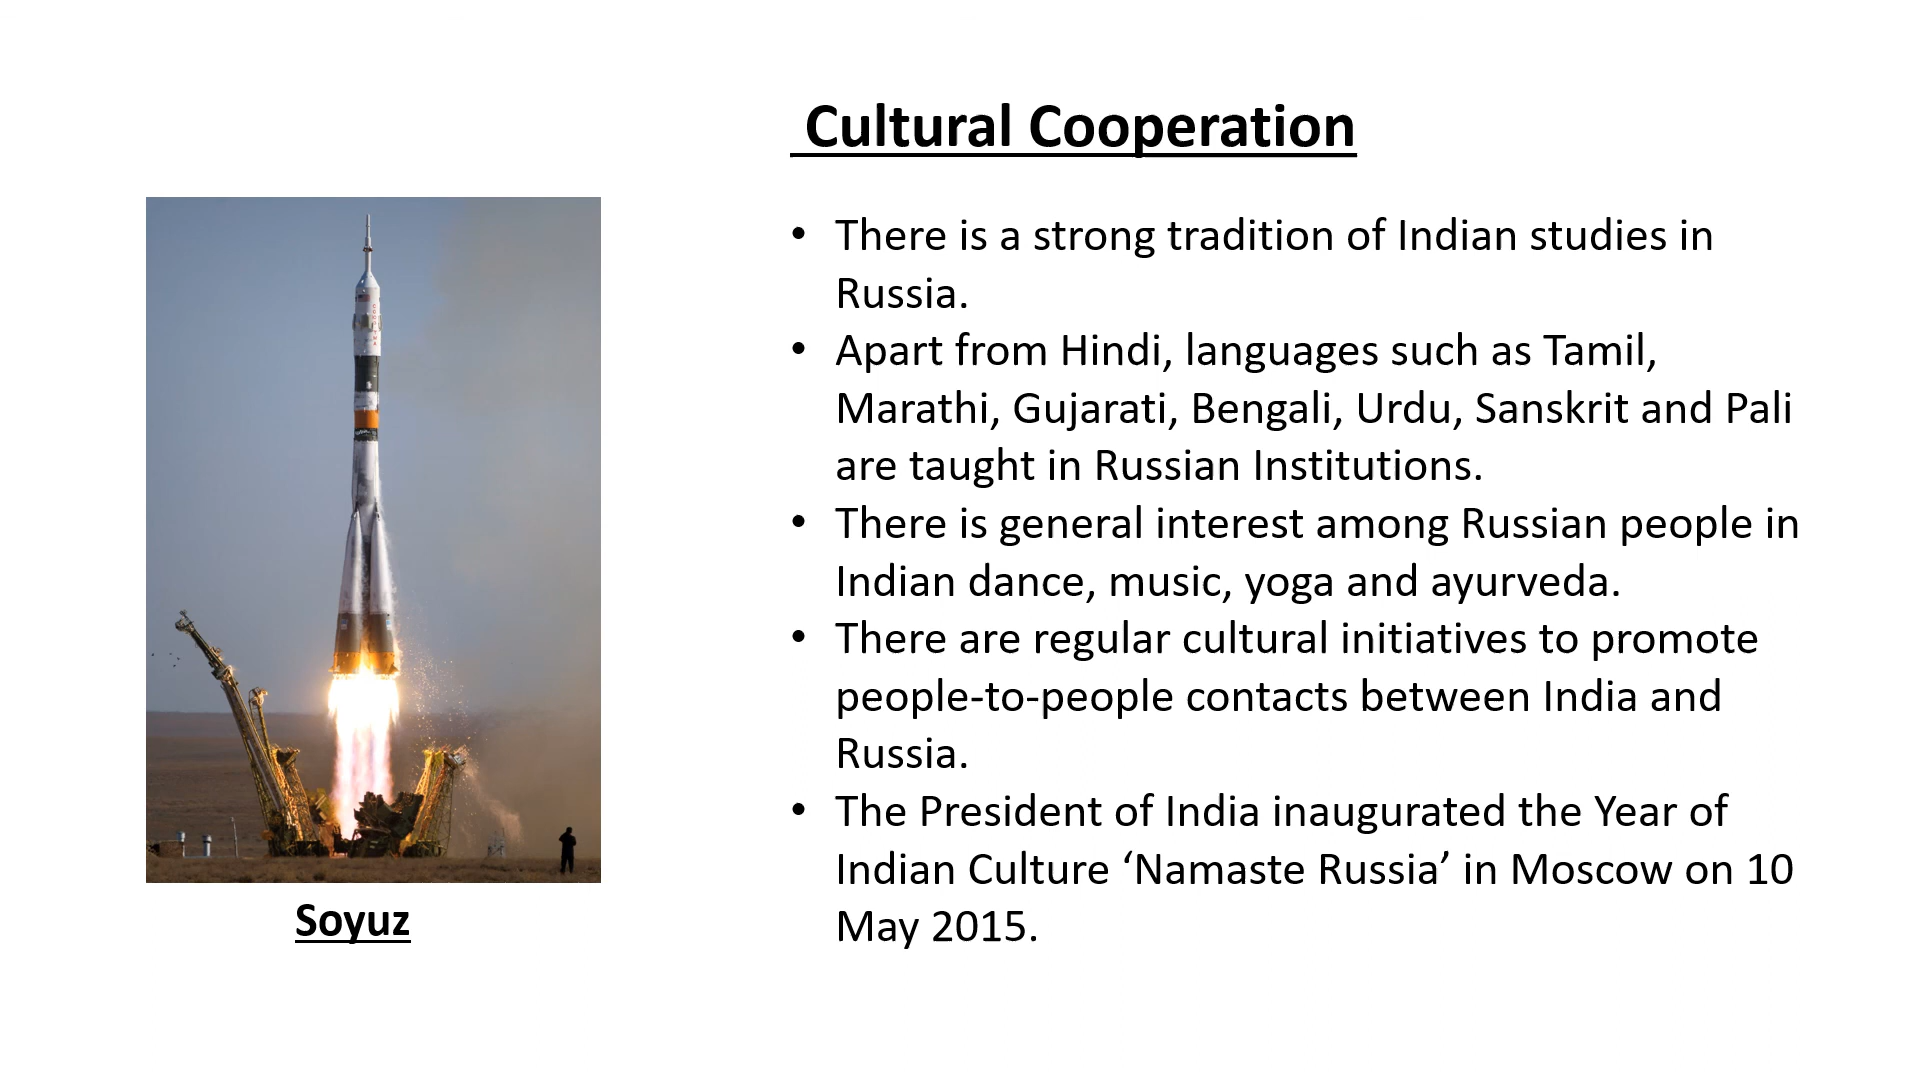 Cultural Cooperation
• There is a strong tradition of Indian studies in
Russia.
• Apart from Hindi, languages such as Tamil,
Marathi, Gujarati, Bengali, Urdu, Sanskrit and Pali
are taught in Russian Institutions.
• There is general interest among Russian people in
Indian dance, music, yoga and ayurveda.
• There are regular cultural initiatives to promote
people-to-people contacts between India and
Russia.
• The President of India inaugurated the Year of
Indian Culture ‘Namaste Russia’ in Moscow on 10
May 2015.
Soyuz